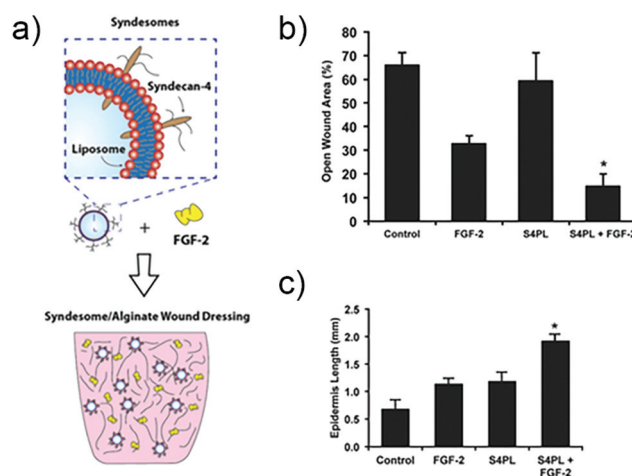 a)
Syndesomes
Syndecan-4
Liposome
+
FGF-2
Syndesome/Alginate Wound Dressing
b)
Open Wound Area (%)
80
70
60
50
40
30
20
10
0
*
Control FGF-2 S4PL S4PL + FGF-2
c)
Epidermis Length (mm)
2.5
2.0
1.5
1.0
0.5
0.0
*
Control FGF-2 S4PL S4PL +
FGF-2